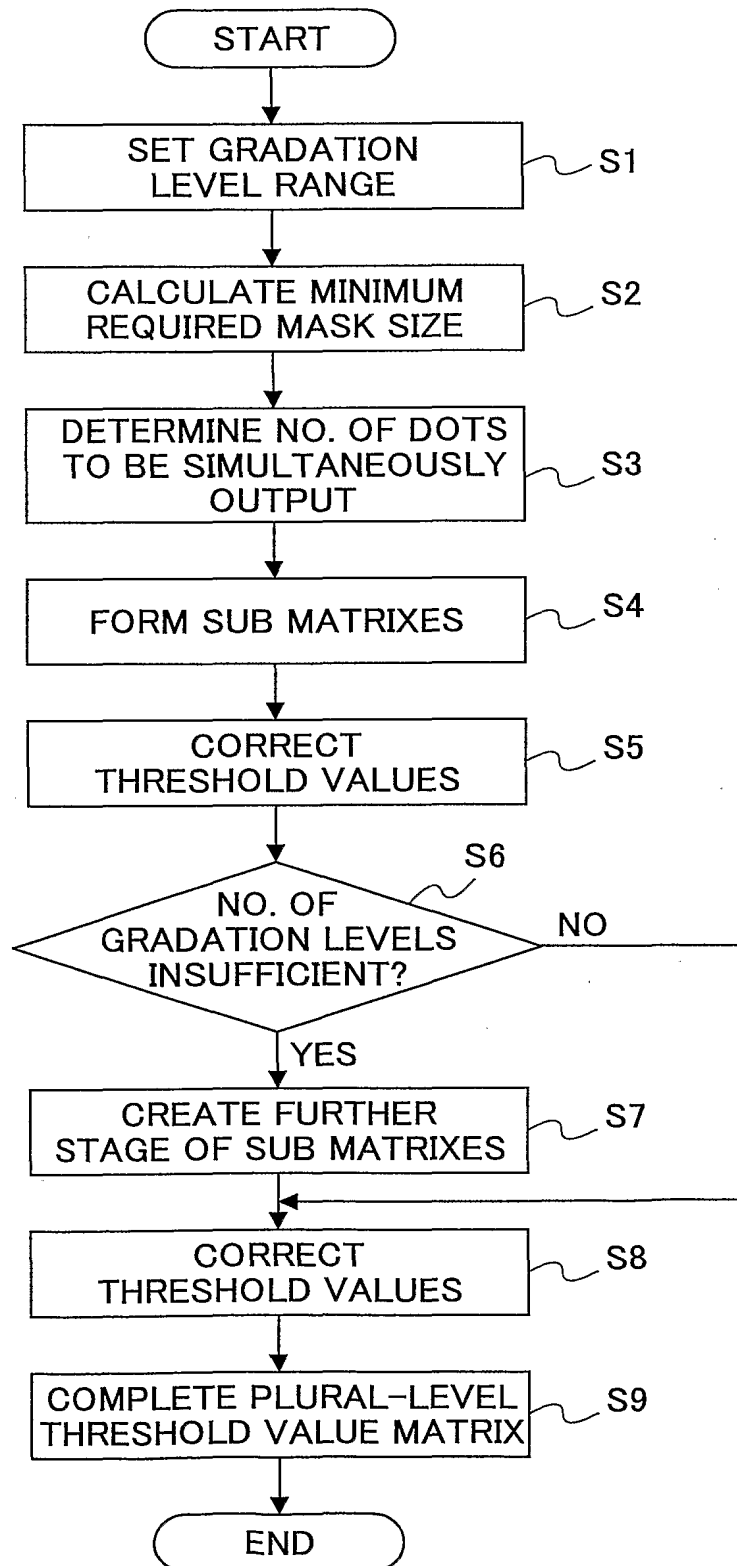 START
SET GRADATION
LEVEL RANGE
S1
CALCULATE MINIMUM
REQUIRED MASK SIZE
S2
DETERMINE NO. OF DOTS
TO BE SIMULTANEOUSLY
OUTPUT
S3
FORM SUB MATRIXES
S4
CORRECT
THRESHOLD VALUES
S5
S6
NO. OF
GRADATION LEVELS
INSUFFICIENT?
NO
YES
CREATE FURTHER
STAGE OF SUB MATRIXES
S7
CORRECT
THRESHOLD VALUES
S8
COMPLETE PLURAL-LEVEL
THRESHOLD VALUE MATRIX
S9
END